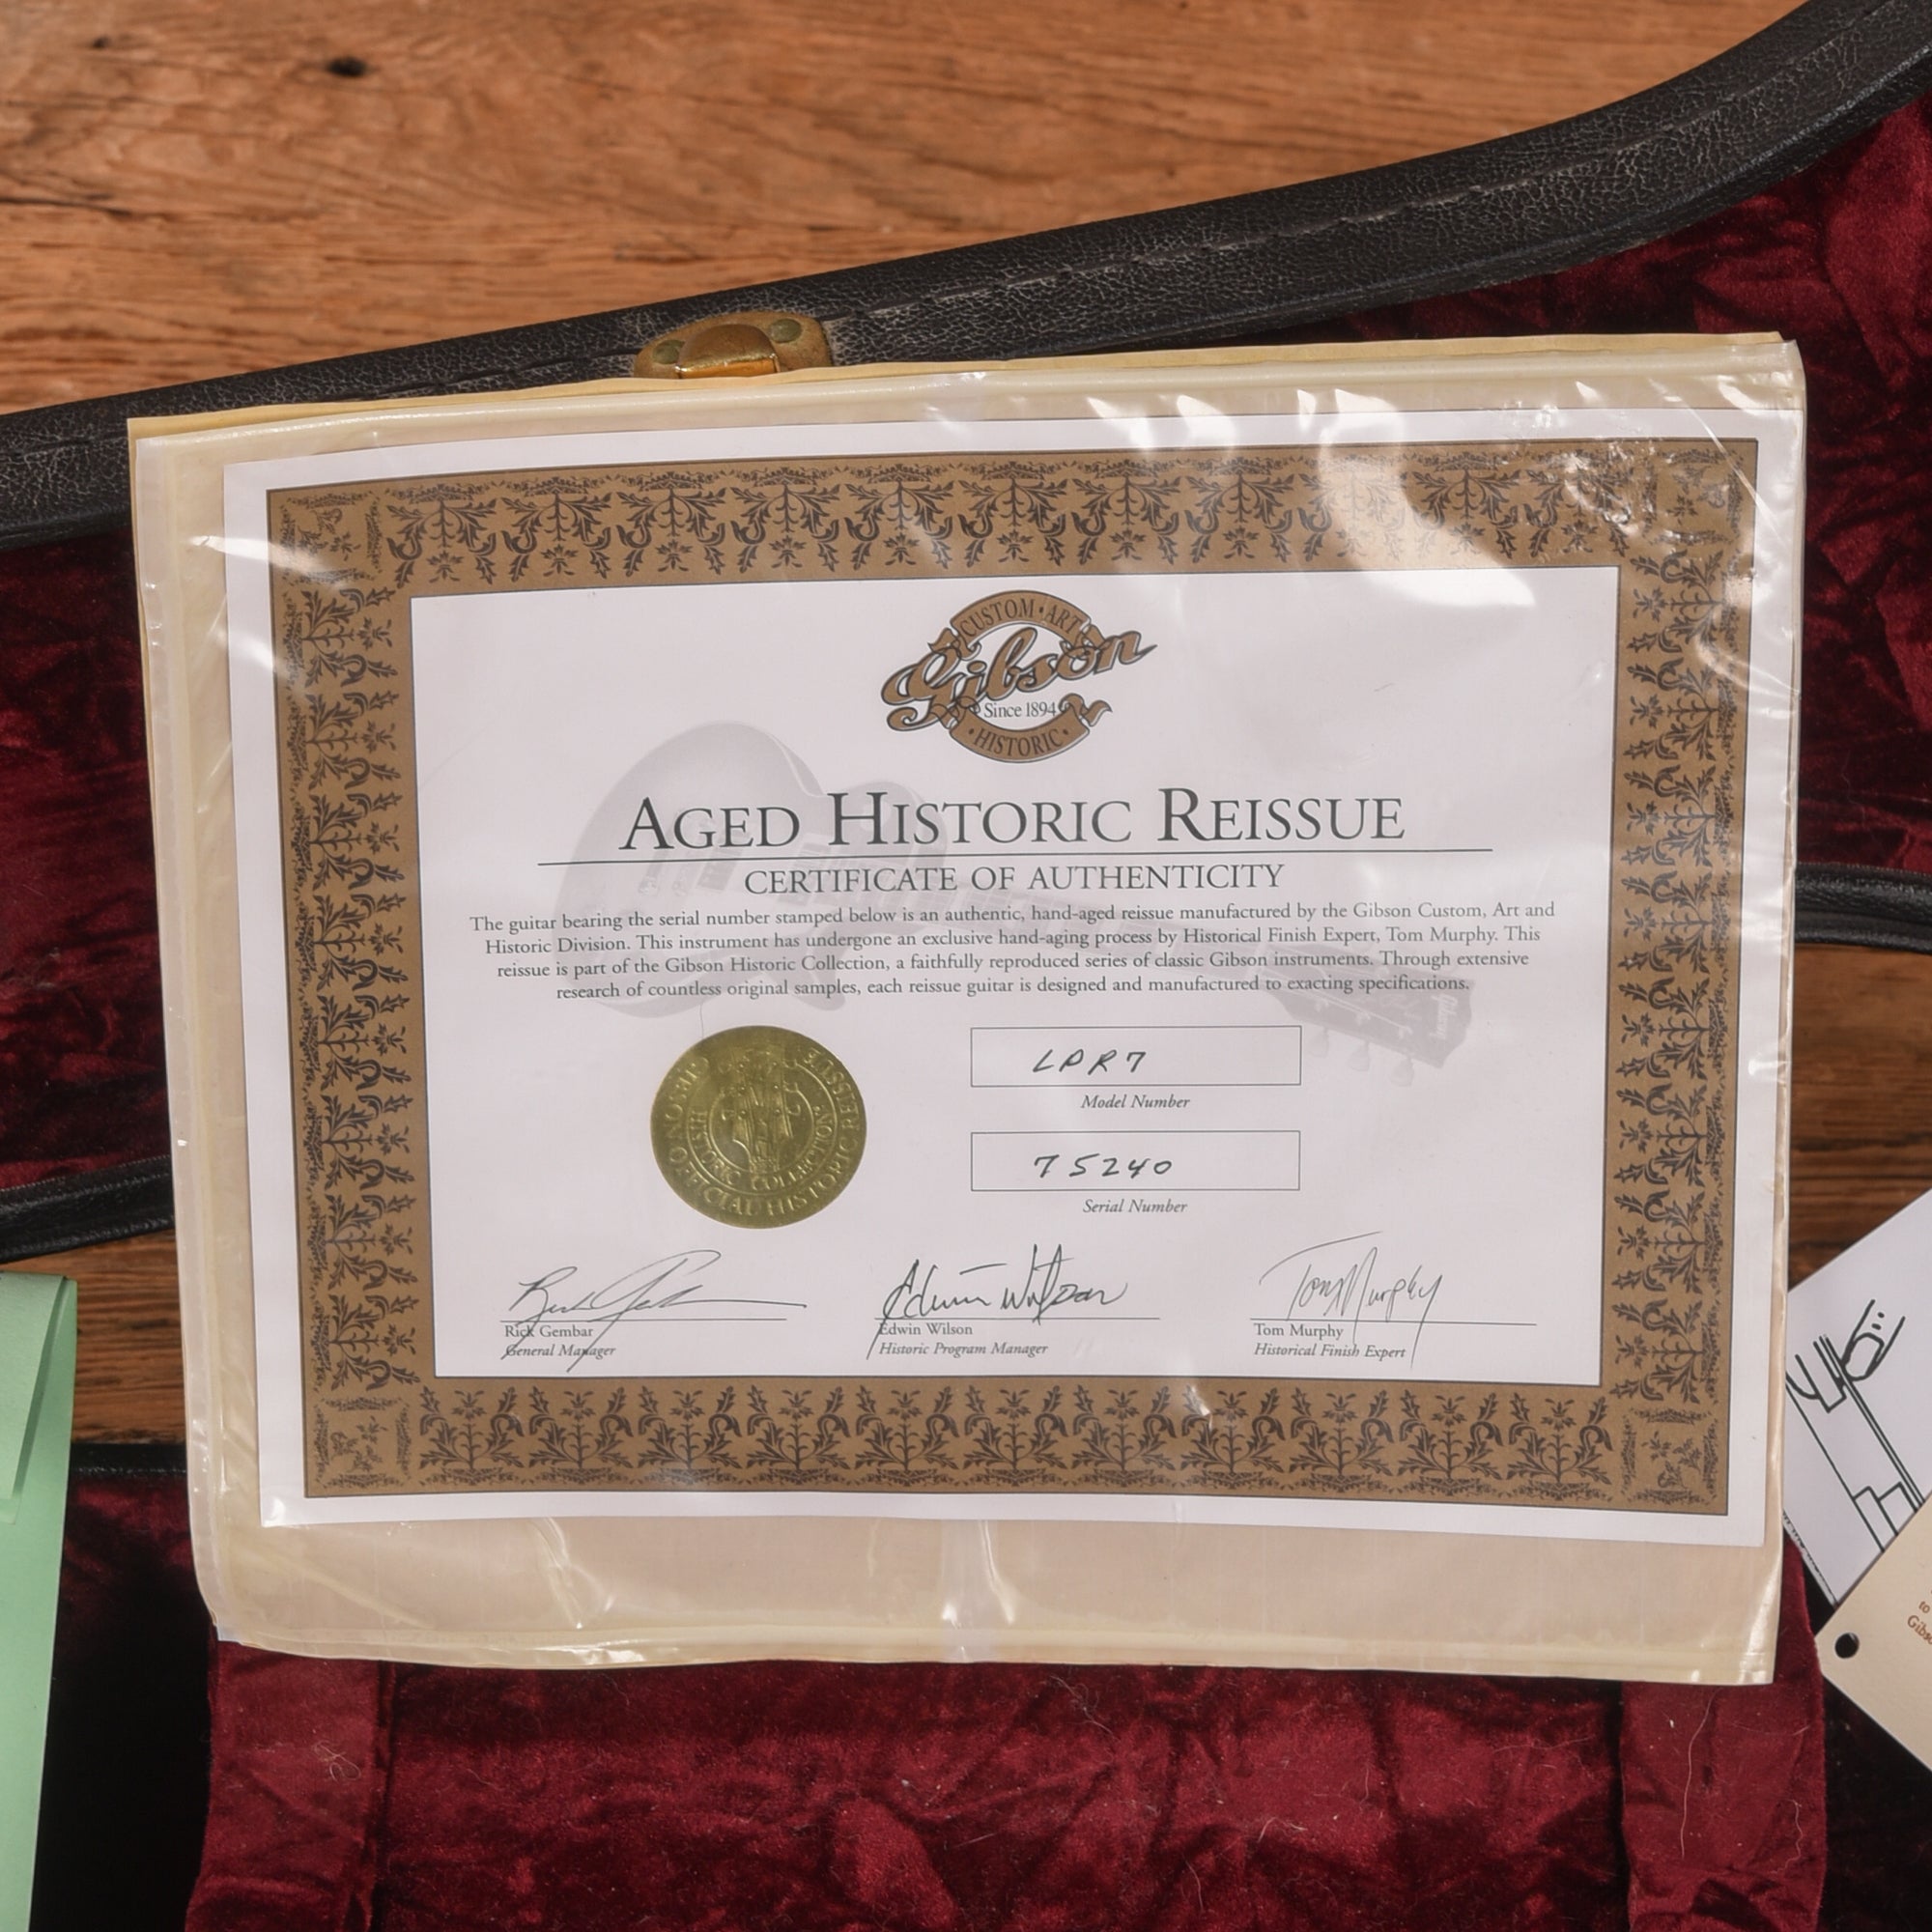 CUSTOM · ART
Gibson
Since 1894
· HISTORIC ·
AGED HISTORIC REISSUE
CERTIFICATE OF AUTHENTICITY
The guitar bearing the serial number stamped below is an authentic, hand-aged reissue manufactured by the Gibson Custom, Art and
Historic Division. This instrument has undergone an exclusive hand-aging process by Historical Finish Expert, Tom Murphy. This
reissue is part of the Gibson Historic Collection, a faithfully reproduced series of classic Gibson instruments. Through extensive
research of countless original samples, each reissue guitar is designed and manufactured to exacting specifications.
GIBSON'S OFFICIAL HISTORIC REISSUE
HISTORIC COLLECTION
LPR7
Model Number
75240
Serial Number
Edwin Wilson
Tom Murphy
Rick Gembar
General Manager
Edwin Wilson
Historic Program Manager
Tom Murphy
Historical Finish Expert
to